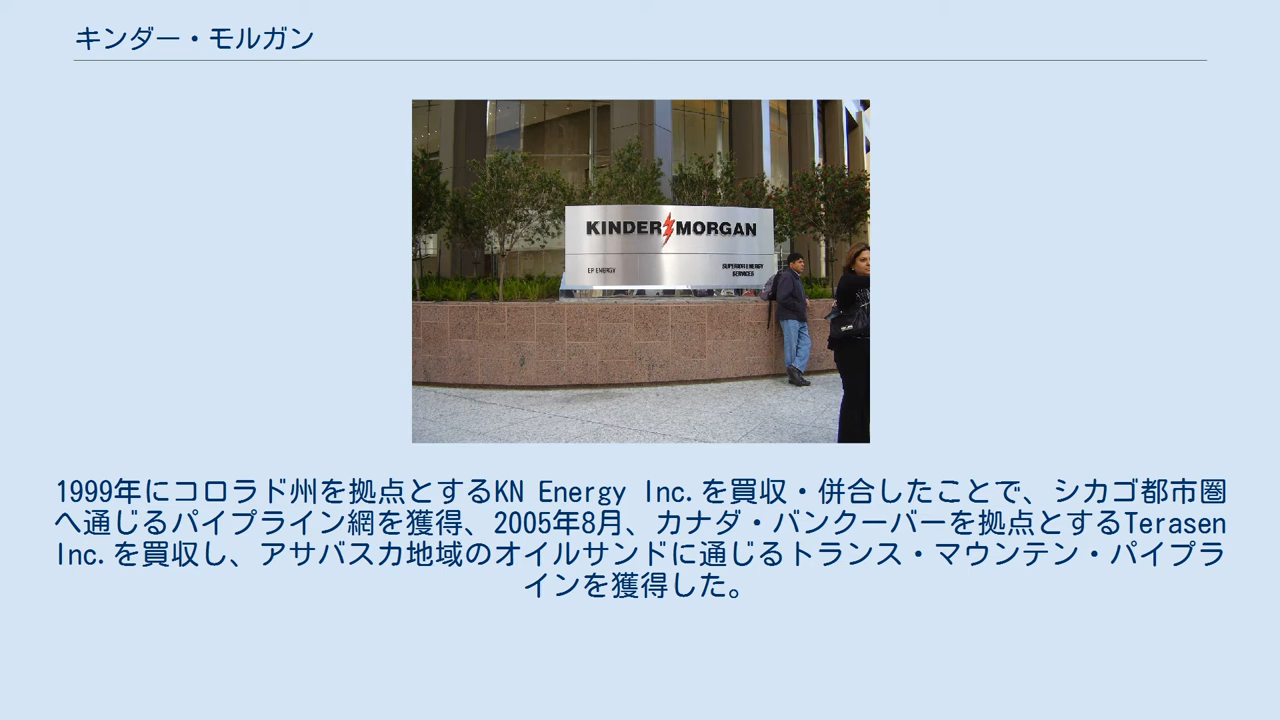 キンダー・モルガン
KINDER MORGAN
EP ENERGY
SUPERIOR ENERGY
SERVICES
1999年にコロラド州を拠点とするKN Energy Inc.を買収・併合したことで、シカゴ都市圏
へ通じるパイプライン網を獲得、2005年8月、カナダ・バンクーバーを拠点とするTerasen
Inc.を買収し、アサバスカ地域のオイルサンドに通じるトランス・マウンテン・パイプラ
インを獲得した。